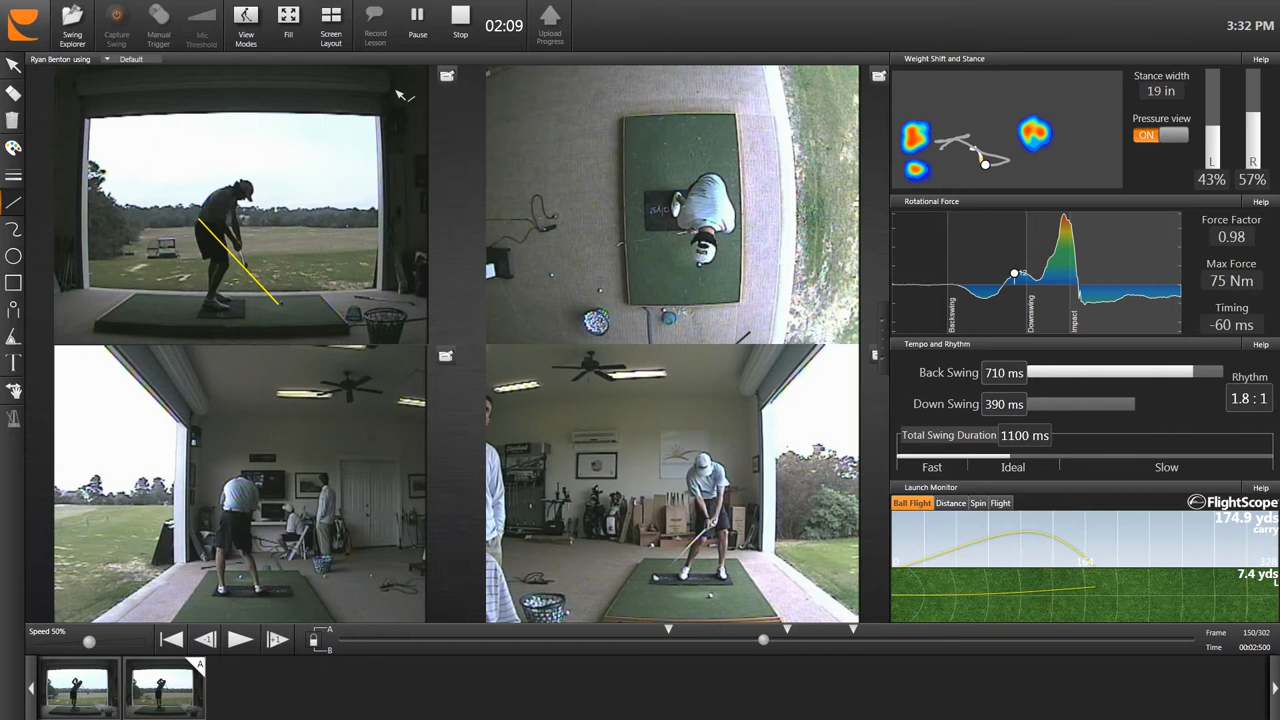 Swing Explorer
Capture Swing
Manual Trigger
Mic Threshold
View Modes
Fill
Screen Layout
Record Lesson
Pause
Stop
02:09
Upload Progress
3:32 PM
Ryan Benton using
Default
Weight Shift and Stance
Help
Stance width
19 in
Pressure view
ON
L
R
43%
57%
Rotational Force
Help
Force Factor
0.98
Max Force
75 Nm
Timing
-60 ms
Backswing
Downswing
Impact
Tempo and Rhythm
Help
Back Swing
710 ms
Down Swing
390 ms
Rhythm
1.8 : 1
Total Swing Duration
1100 ms
Fast
Ideal
Slow
Launch Monitor
Help
Ball Flight
Distance
Spin
Flight
FlightScope
174.9 yds
carry
0
164
328
7.4 yds
L
Speed 50%
-1
+1
A
B
Frame
150/302
Time
00:02:500
A